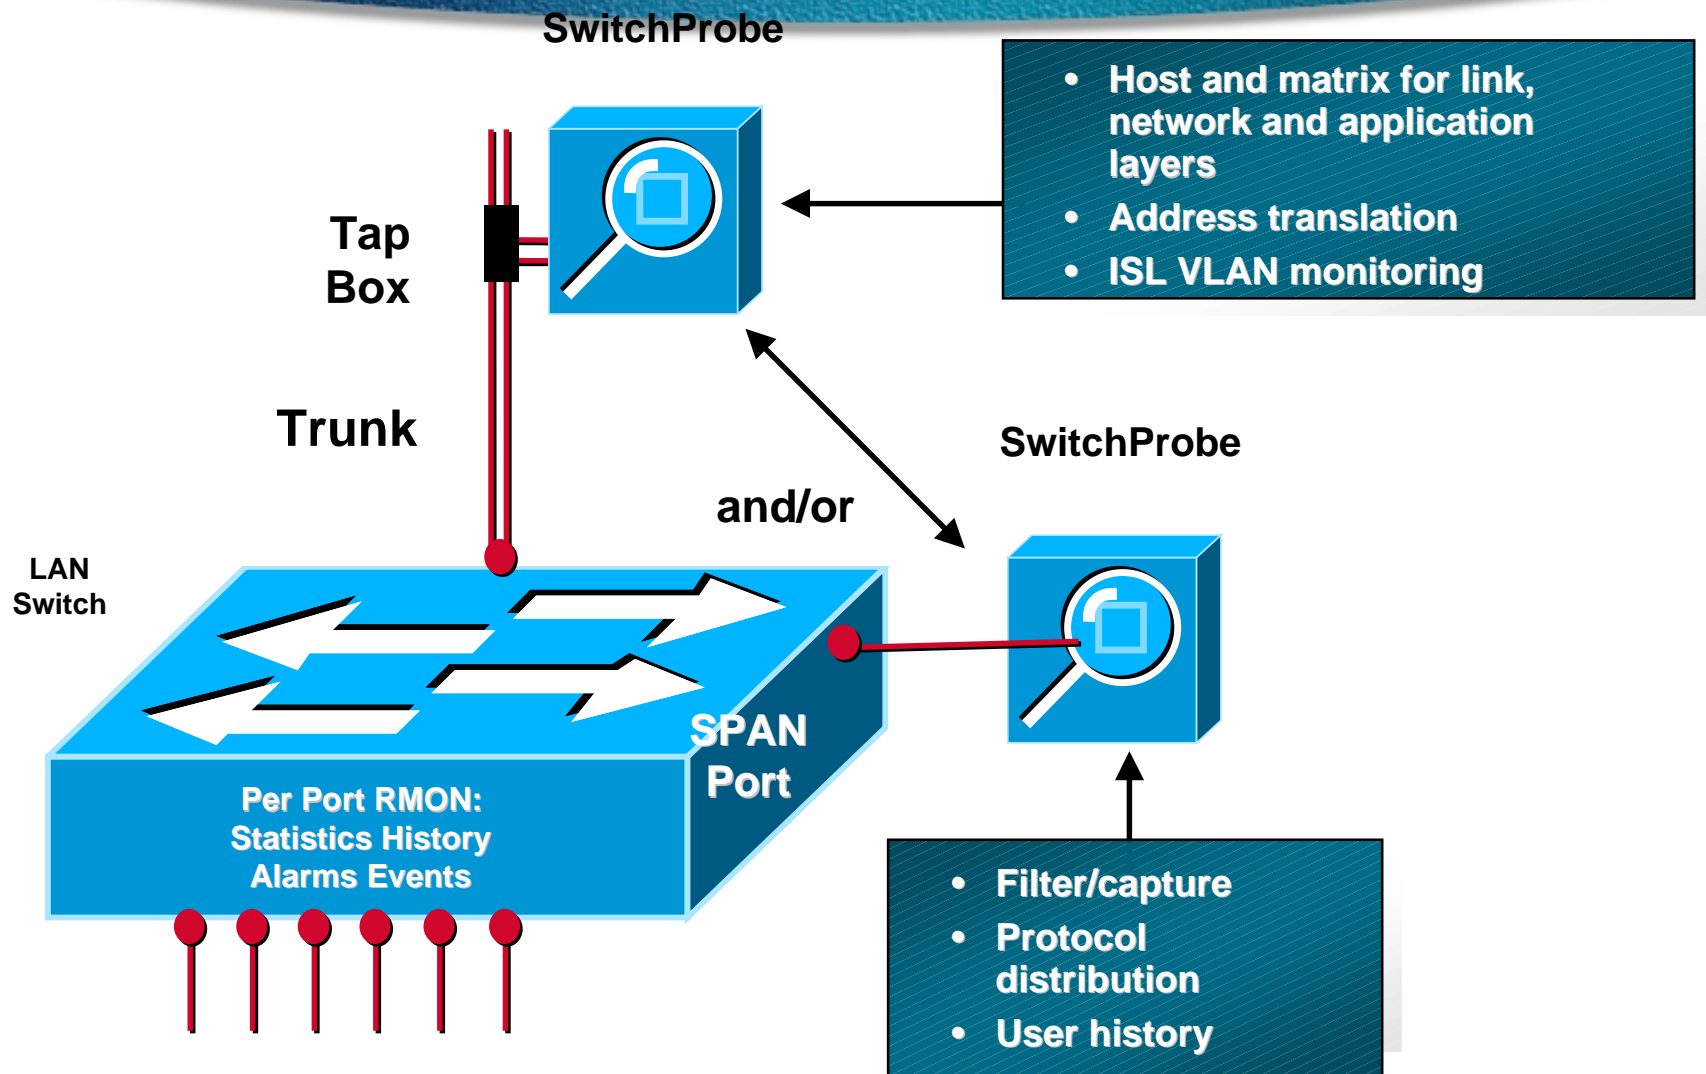 SwitchProbe
• Host and matrix for link,
network and application
layers
• Address translation
• ISL VLAN monitoring
Tap
Box
Trunk
SwitchProbe
and/or
LAN
Switch
SPAN
Port
Per Port RMON:
Statistics History
Alarms Events
• Filter/capture
• Protocol
distribution
• User history